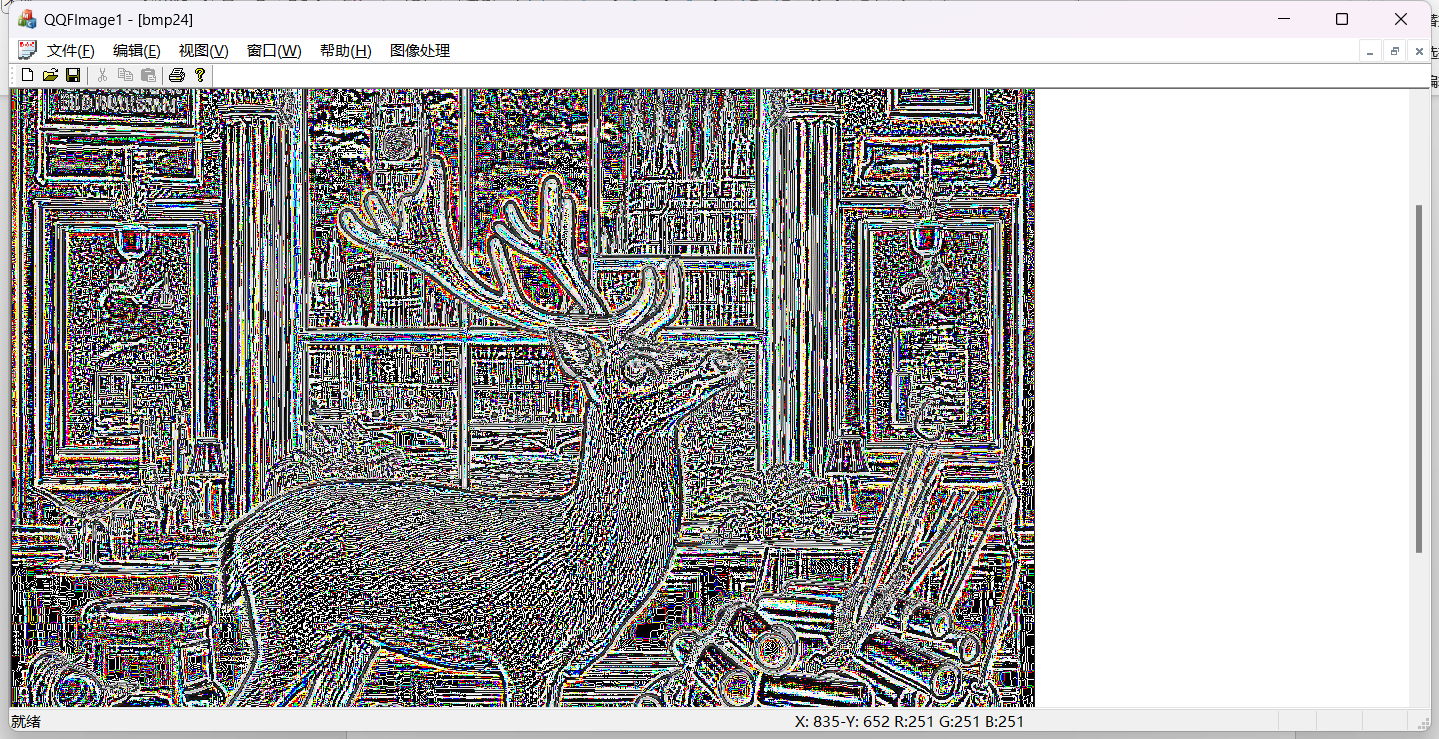 QQFImage1 - [bmp24]
文件(F) 编辑(E) 视图(V) 窗口(W) 帮助(H) 图像处理
就绪
X: 835-Y: 652 R:251 G:251 B:251